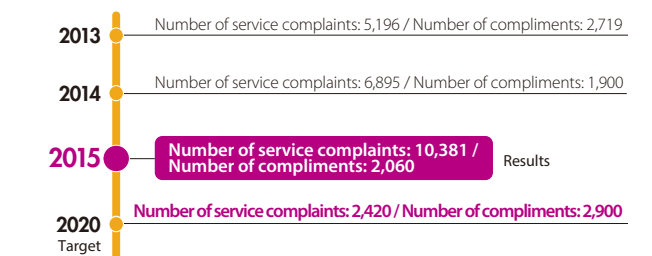 2013
Number of service complaints: 5,196 / Number of compliments: 2,719
2014
Number of service complaints: 6,895 / Number of compliments: 1,900
2015
Number of service complaints: 10,381 /
Number of compliments: 2,060
Results
2020
Target
Number of service complaints: 2,420 / Number of compliments: 2,900